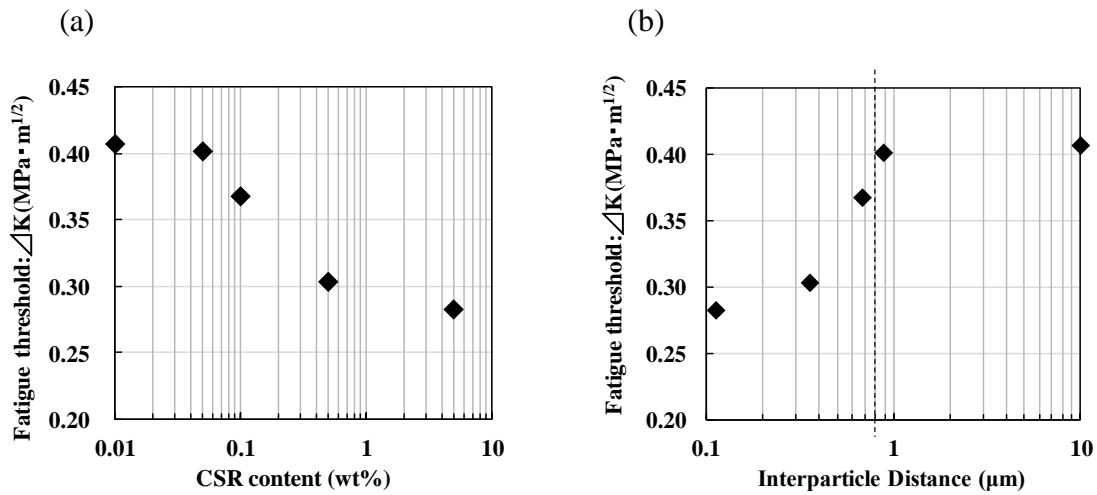 (a)
Fatigue threshold:⊿K(MPa・m1/2)
0.45
0.40
0.35
0.30
0.25
0.20
0.01 0.1 1 10
CSR content (wt%)
(b)
Fatigue threshold:⊿K(MPa・m1/2)
0.45
0.40
0.35
0.30
0.25
0.20
0.1 1 10
Interparticle Distance (μm)